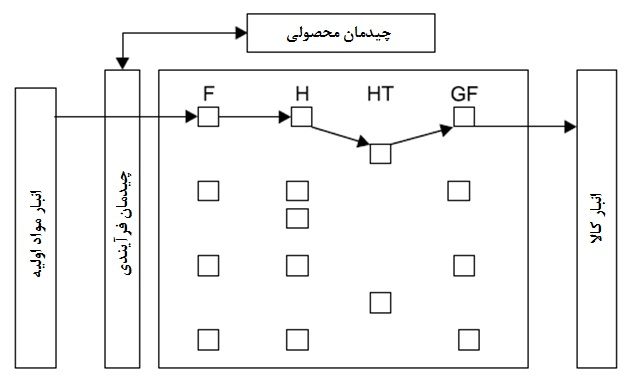 چیدمان محصولی
F H HT GF
انبار مواد اولیه
چیدمان فرآیندی
انبار کالا